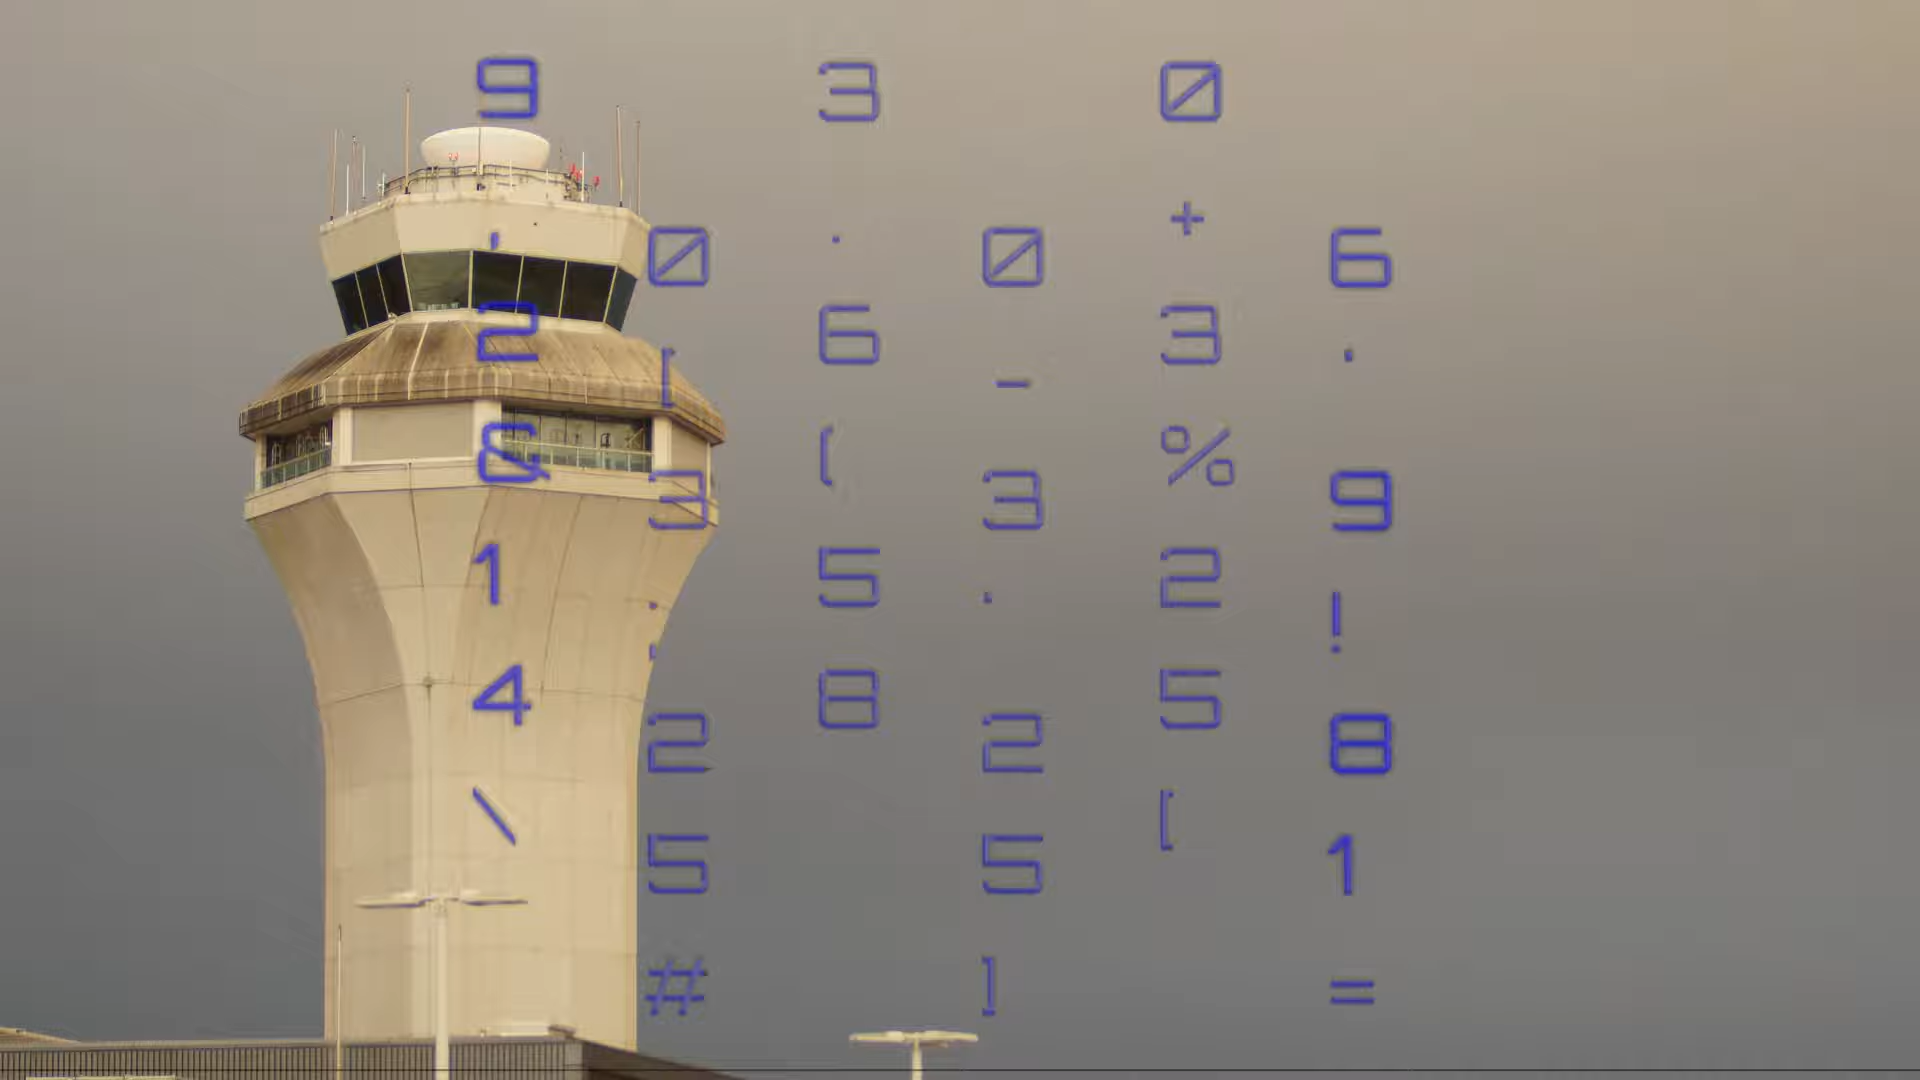 9 , 2 & 1 4 \
0 [ 3 ; 2 5 #
3 . 6 ( 5 8
0 - 3 . 2 5 ]
0 + 3 % 2 5 [
6 . 9 ! 8 1 =